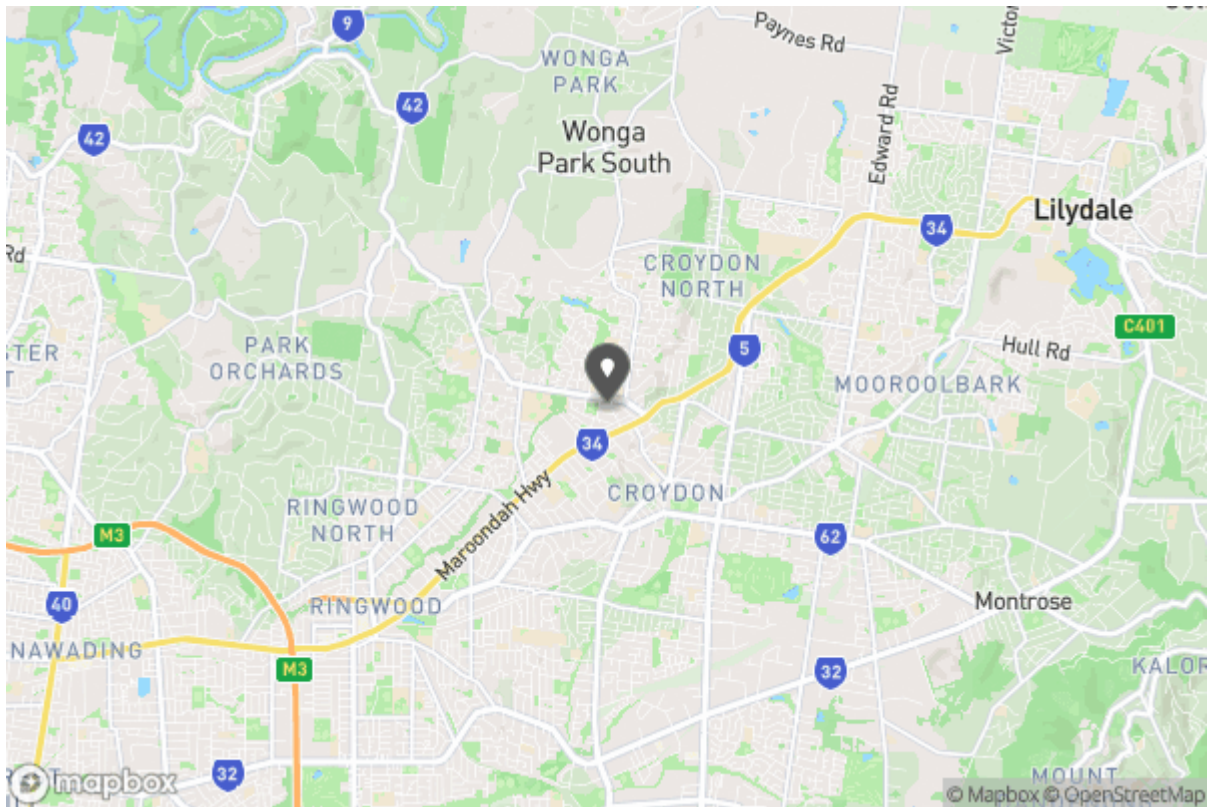 9
Paynes Rd
Victor
WONGA
PARK
42
42
Wonga
Park South
Edward Rd
Lilydale
34
Rd
CROYDON
NORTH
C401
PARK
ORCHARDS
5
Hull Rd
MOOROOLBARK
34
CROYDON
Maroondah Hwy
RINGWOOD
NORTH
M3
62
40
RINGWOOD
Montrose
NAWADING
M3
32
KALOR
32
mapbox
MOUNT
© Mapbox © OpenStreetMap